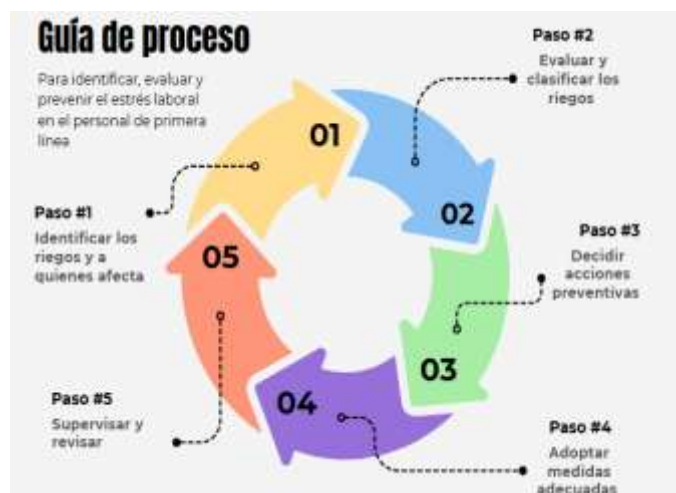 Guía de proceso
Para identificar, evaluar y
prevenir el estrés laboral
en el personal de primera
línea
01
02
03
04
05
Paso #1
Identificar los
riegos y a
quienes afecta
Paso #2
Evaluar y
clasificar los
riegos
Paso #3
Decidir
acciones
preventivas
Paso #4
Adoptar
medidas
adecuadas
Paso #5
Supervisar y
revisar